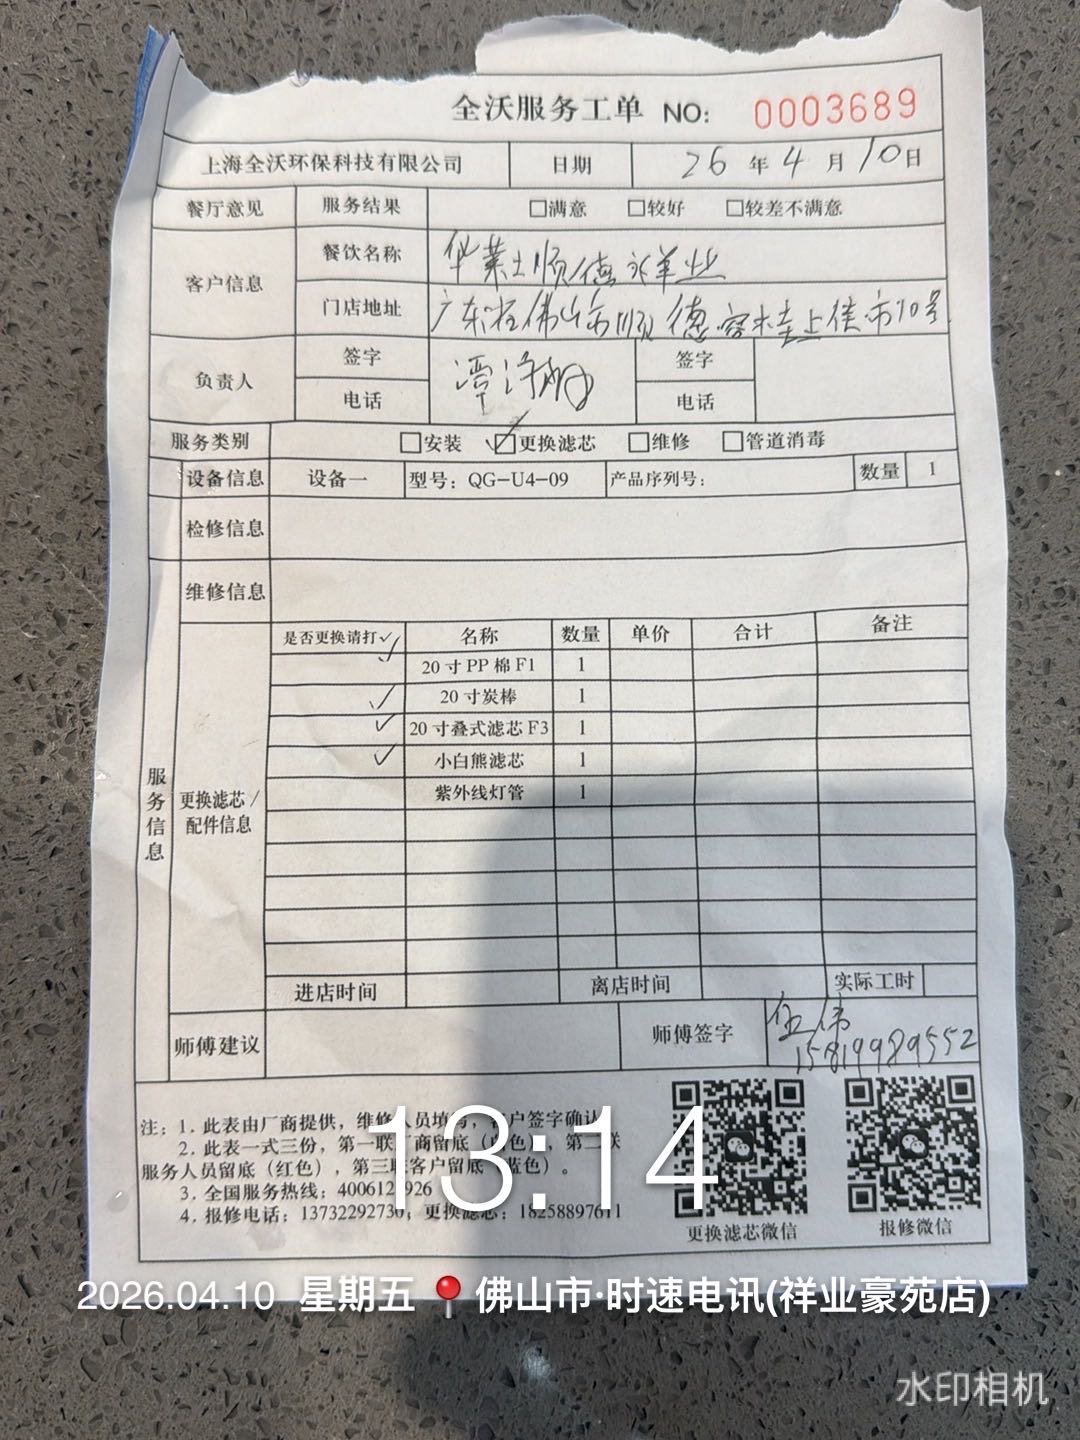 全沃服务工单 NO: 0003689
上海全沃环保科技有限公司 日期 26 年 4 月 10 日
餐厅意见 服务结果 □满意 □较好 □较差不满意
客户信息 餐饮名称 华莱士顺德祥业
门店地址 广东省佛山市顺德容桂上佳市10号
负责人 签字 谭 签字
电话 电话
服务类别 □安装 ☑更换滤芯 □维修 □管道消毒
设备信息 设备一 型号：QG-U4-09 产品序列号： 数量 1
检修信息
维修信息
服务信息
更换滤芯/配件信息
是否更换请打✓ 名称 数量 单价 合计 备注
✓ 20寸PP棉F1 1
✓ 20寸炭棒 1
✓ 20寸叠式滤芯F3 1
✓ 小白熊滤芯 1
紫外线灯管 1
进店时间 离店时间 实际工时
师傅建议 师傅签字 伍伟
15819989552
注：1. 此表由厂商提供，维修人员填写，客户签字确认
2. 此表一式三份，第一联厂商留底（白色），第二联
服务人员留底（红色），第三联客户留底（蓝色）。
3. 全国服务热线：400612 926
4. 报修电话：13732292730，更换滤芯：18258897611
更换滤芯微信 报修微信
13:14
2026.04.10 星期五 佛山市·时速电讯(祥业豪苑店)
水印相机